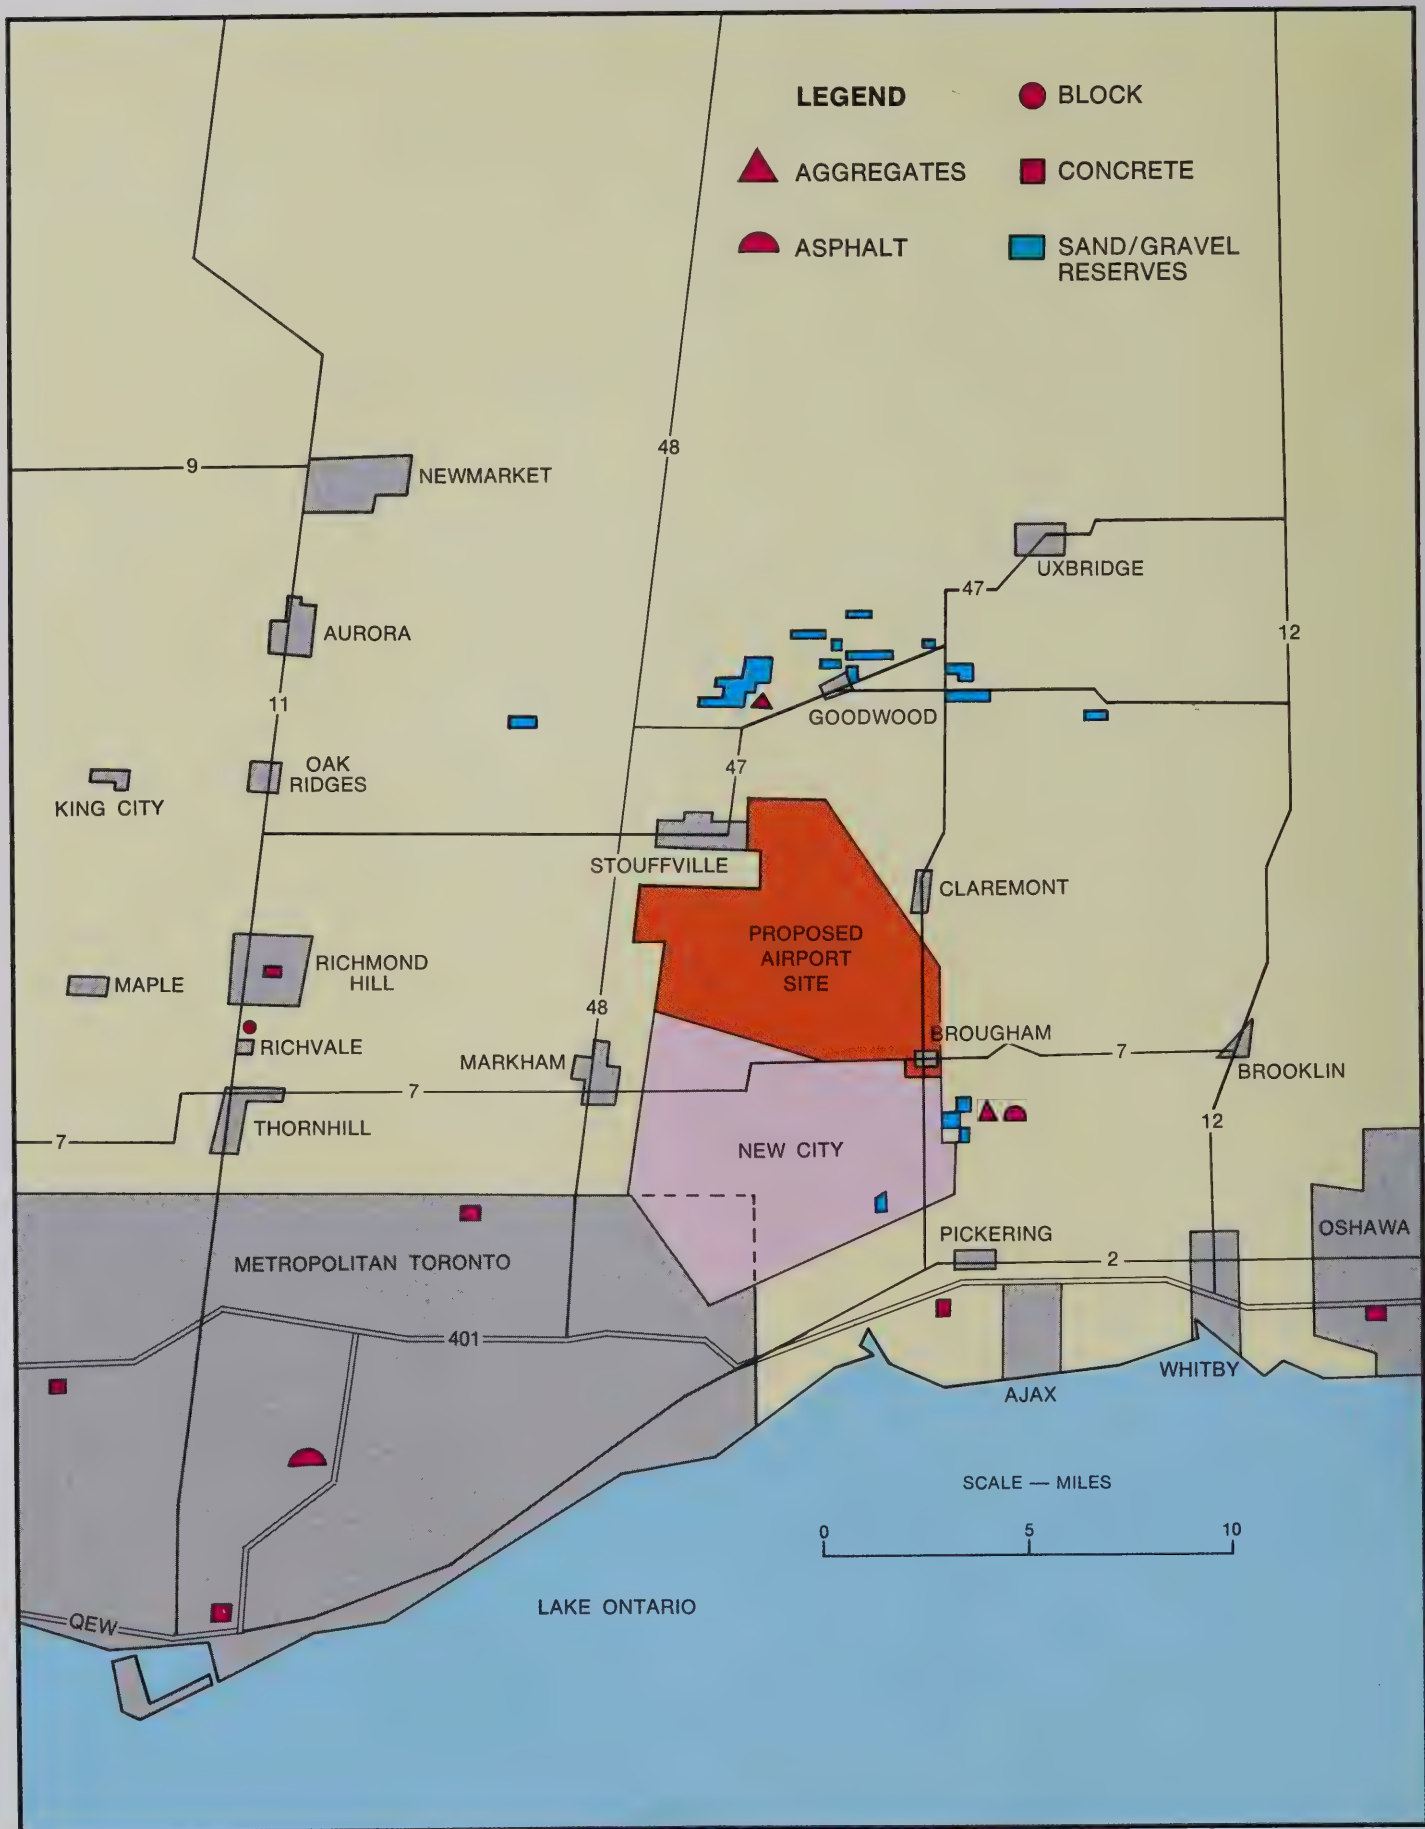 LEGEND
BLOCK
AGGREGATES
CONCRETE
ASPHALT
SAND/GRAVEL
RESERVES
48
9
NEWMARKET
UXBRIDGE
47
12
AURORA
11
GOODWOOD
OAK
RIDGES
47
KING CITY
STOUFFVILLE
CLAREMONT
PROPOSED
AIRPORT
SITE
RICHMOND
HILL
MAPLE
48
BROUGHAM
RICHVALE
MARKHAM
7
BROOKLIN
7
THORNHILL
7
12
NEW CITY
OSHAWA
PICKERING
METROPOLITAN TORONTO
2
401
WHITBY
AJAX
SCALE — MILES
0 5 10
LAKE ONTARIO
QEW